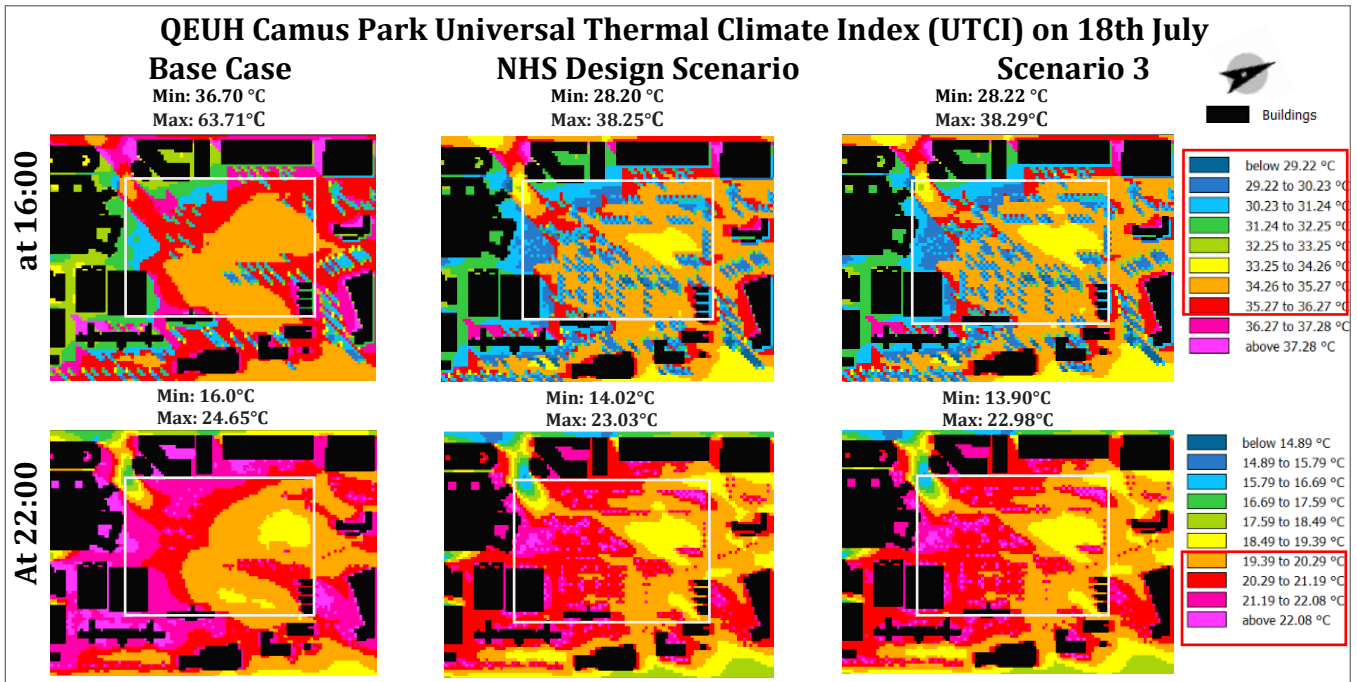 QEUH Camus Park Universal Thermal Climate Index (UTCI) on 18th July
Base Case
NHS Design Scenario
Scenario 3
Min: 36.70 °C
Max: 63.71°C
Min: 28.20 °C
Max: 38.25°C
Min: 28.22 °C
Max: 38.29°C
Buildings
at 16:00
below 29.22 °C
29.22 to 30.23 °C
30.23 to 31.24 °C
31.24 to 32.25 °C
32.25 to 33.25 °C
33.25 to 34.26 °C
34.26 to 35.27 °C
35.27 to 36.27 °C
36.27 to 37.28 °C
above 37.28 °C
Min: 16.0°C
Max: 24.65°C
Min: 14.02°C
Max: 23.03°C
Min: 13.90°C
Max: 22.98°C
At 22:00
below 14.89 °C
14.89 to 15.79 °C
15.79 to 16.69 °C
16.69 to 17.59 °C
17.59 to 18.49 °C
18.49 to 19.39 °C
19.39 to 20.29 °C
20.29 to 21.19 °C
21.19 to 22.08 °C
above 22.08 °C